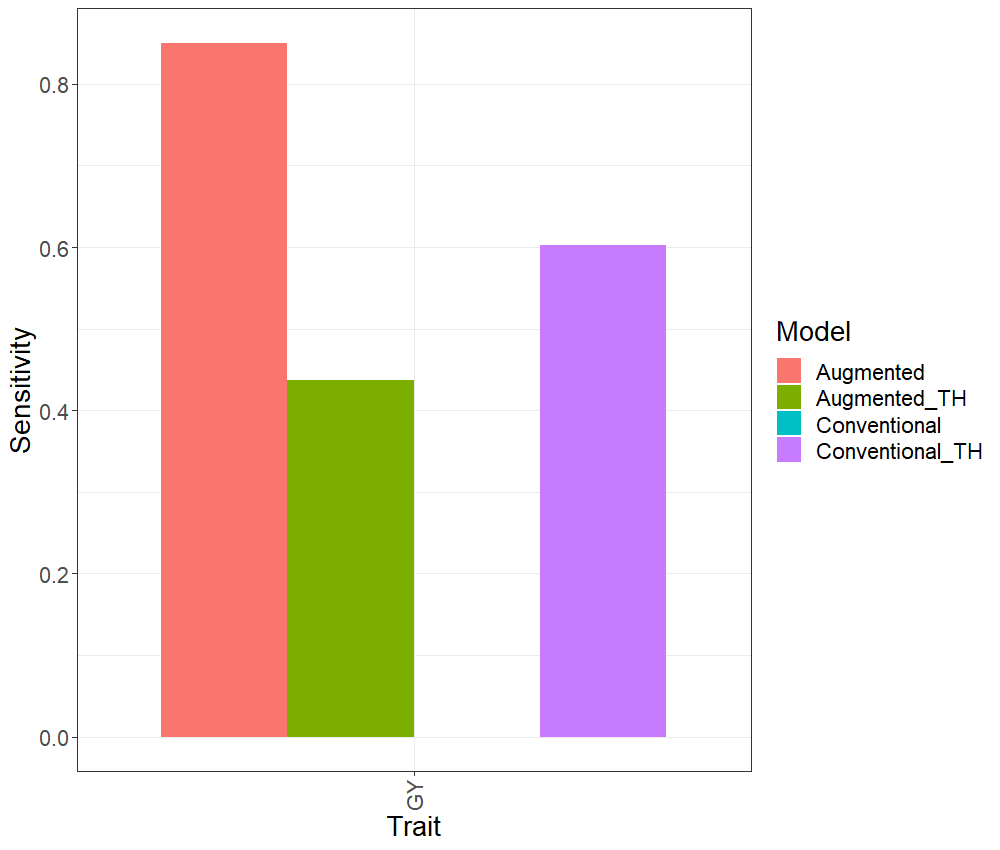 0.8
0.6
0.4
0.2
0.0
Sensitivity
GY
Trait
Model
Augmented
Augmented_TH
Conventional
Conventional_TH